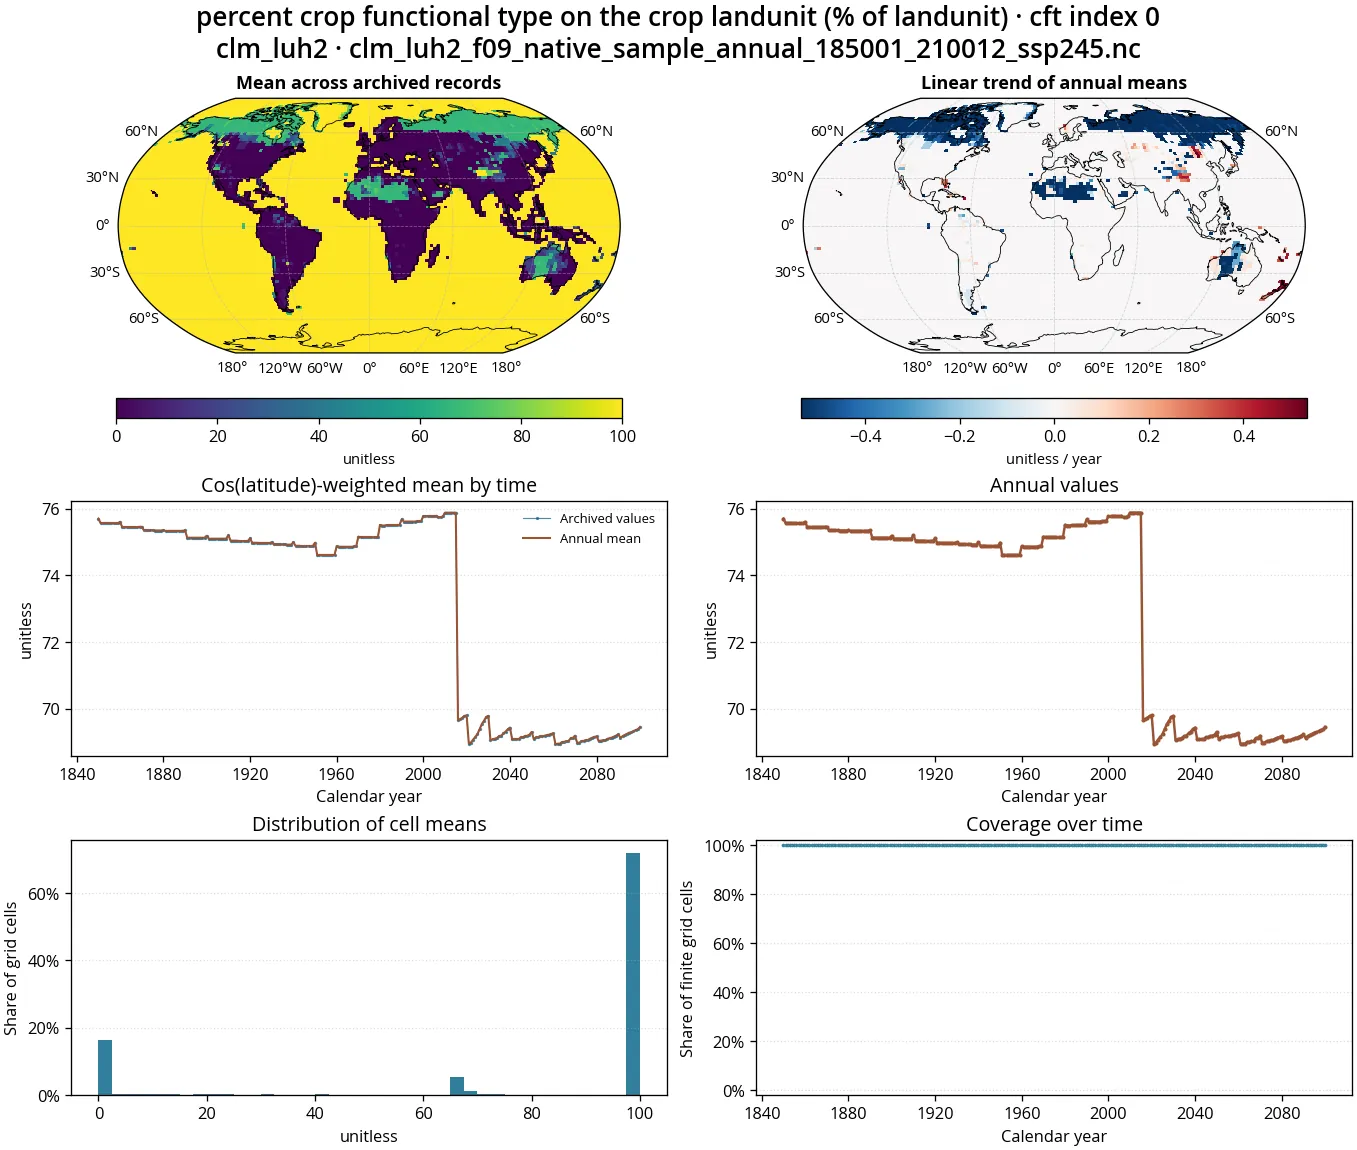 percent crop functional type on the crop landunit (% of landunit) · cft index 0
clm_luh2 · clm_luh2_f09_native_sample_annual_185001_210012_ssp245.nc
Mean across archived records
60°N
60°N
30°N
0°
30°S
60°S
60°S
180°
120°W
60°W
0°
60°E
120°E
180°
0
20
40
60
80
100
unitless
Linear trend of annual means
60°N
60°N
30°N
0°
30°S
60°S
60°S
180°
120°W
60°W
0°
60°E
120°E
180°
−0.4
−0.2
0.0
0.2
0.4
unitless / year
Cos(latitude)-weighted mean by time
76
74
72
70
unitless
Archived values
Annual mean
1840
1880
1920
1960
2000
2040
2080
Calendar year
Annual values
76
74
72
70
unitless
1840
1880
1920
1960
2000
2040
2080
Calendar year
Distribution of cell means
60%
40%
20%
0%
Share of grid cells
0
20
40
60
80
100
unitless
Coverage over time
100%
80%
60%
40%
20%
0%
Share of finite grid cells
1840
1880
1920
1960
2000
2040
2080
Calendar year